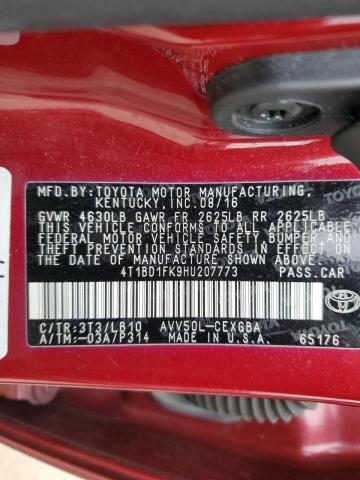 MFD.BY:TOYOTA MOTOR MANUFACTURING,
KENTUCKY, INC. 08/16
GVWR 4630LB GAWR FR 2625LB RR 2625LB
THIS VEHICLE CONFORMS TO ALL APPLICABLE
FEDERAL MOTOR VEHICLE SAFETY, BUMPER, AND
THEFT PREVENTION STANDARDS IN EFFECT ON
THE DATE OF MANUFACTURE SHOWN ABOVE.
4T1BD1FK9HU207773 PASS.CAR
C/TR:3T3/LB10 AVV50L-CEXGBA
A/TM:-03A/P314 MADE IN U.S.A. 65176